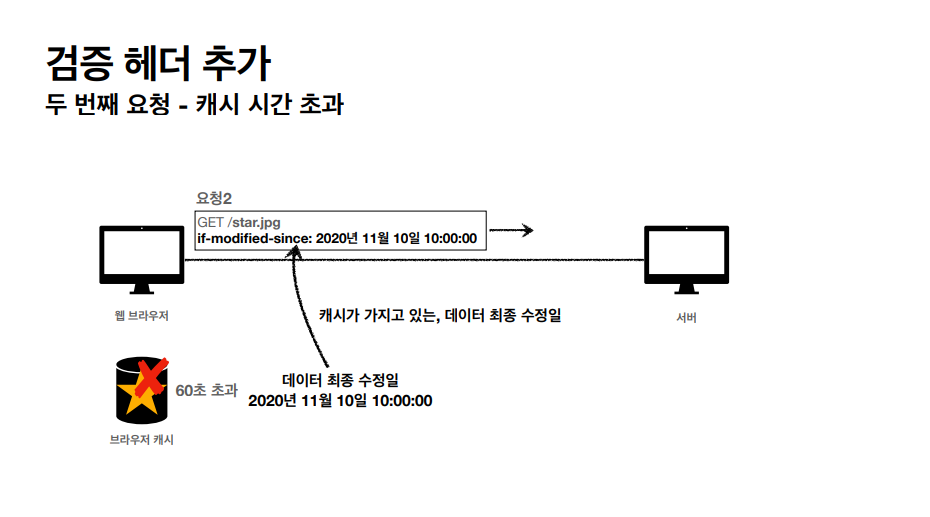 검증 헤더 추가
두 번째 요청 - 캐시 시간 초과
요청2
GET /star.jpg
if-modified-since: 2020년 11월 10일 10:00:00
웹 브라우저
캐시가 가지고 있는, 데이터 최종 수정일
서버
60초 초과
데이터 최종 수정일
2020년 11월 10일 10:00:00
브라우저 캐시